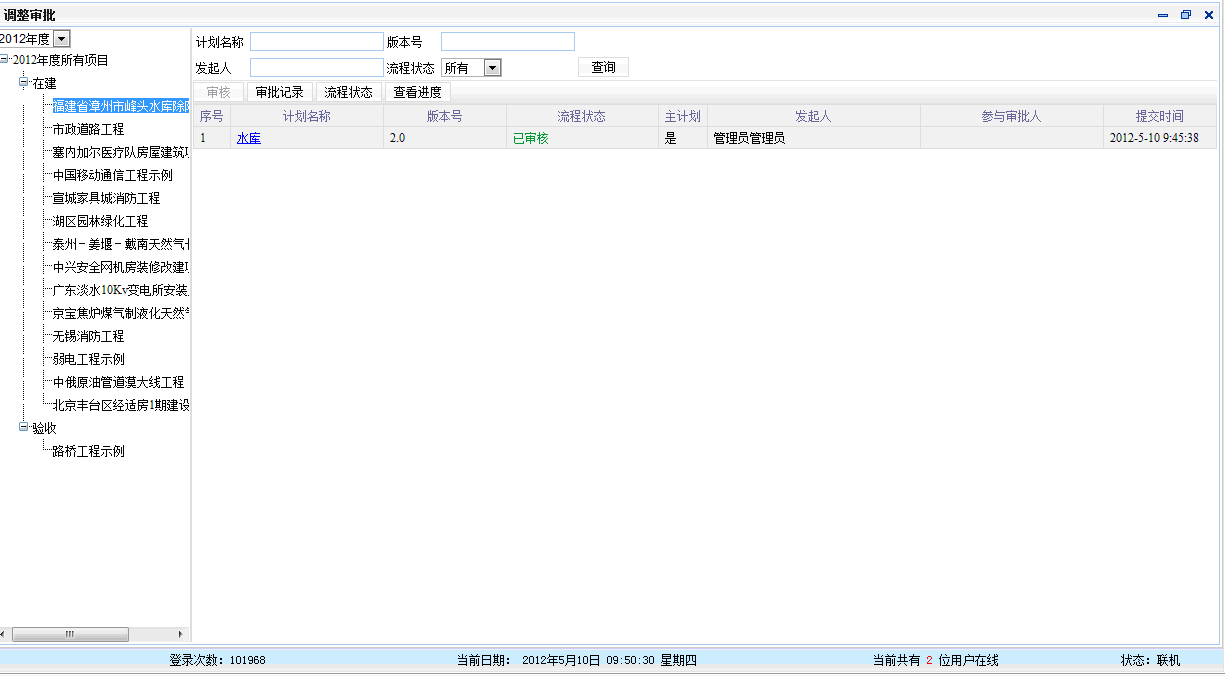 调整审批
2012年度
2012年度所有项目
在建
福建省漳州市峰头水库除险
市政道路工程
塞内加尔医疗队房屋建筑项
中国移动通信工程示例
宣城家具城消防工程
湖区园林绿化工程
泰州－姜堰－戴南天然气长
中兴安全网机房装修改建项
广东淡水10Kv变电所安装
京宝焦炉煤气制液化天然气
无锡消防工程
弱电工程示例
中俄原油管道漠大线工程
北京丰台区经适房1期建设
验收
路桥工程示例
计划名称 版本号
发起人 流程状态 所有 查询
审核 审批记录 流程状态 查看进度
序号 计划名称 版本号 流程状态 主计划 发起人 参与审批人 提交时间
1 水库 2.0 已审核 是 管理员管理员 2012-5-10 9:45:38
登录次数：101968 当前日期： 2012年5月10日 09:50:30 星期四 当前共有 2 位用户在线 状态：联机